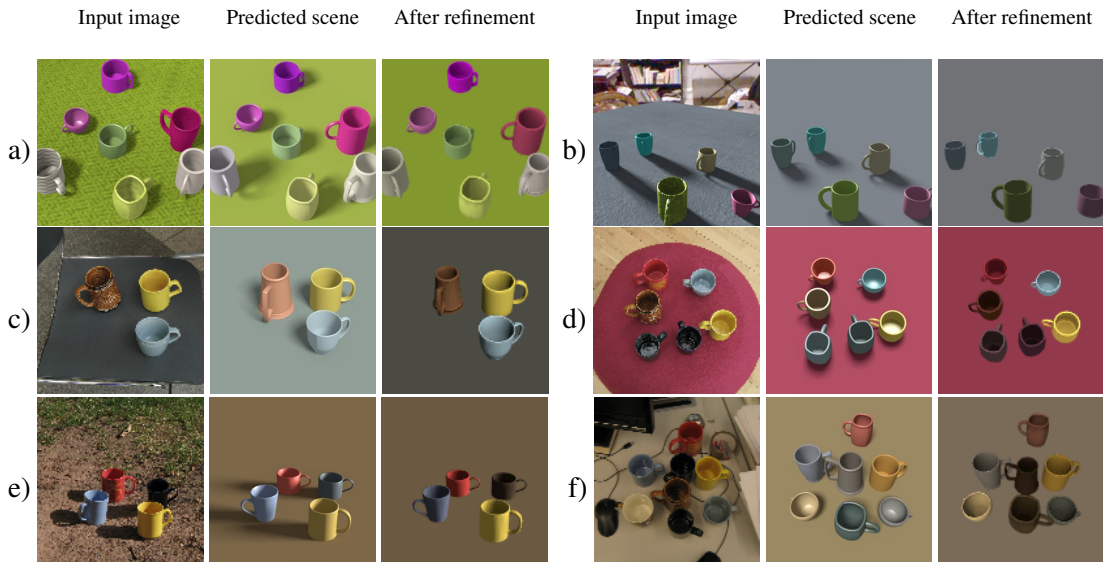 Input image Predicted scene After refinement Input image Predicted scene After refinement
a) b)
c) d)
e) f)